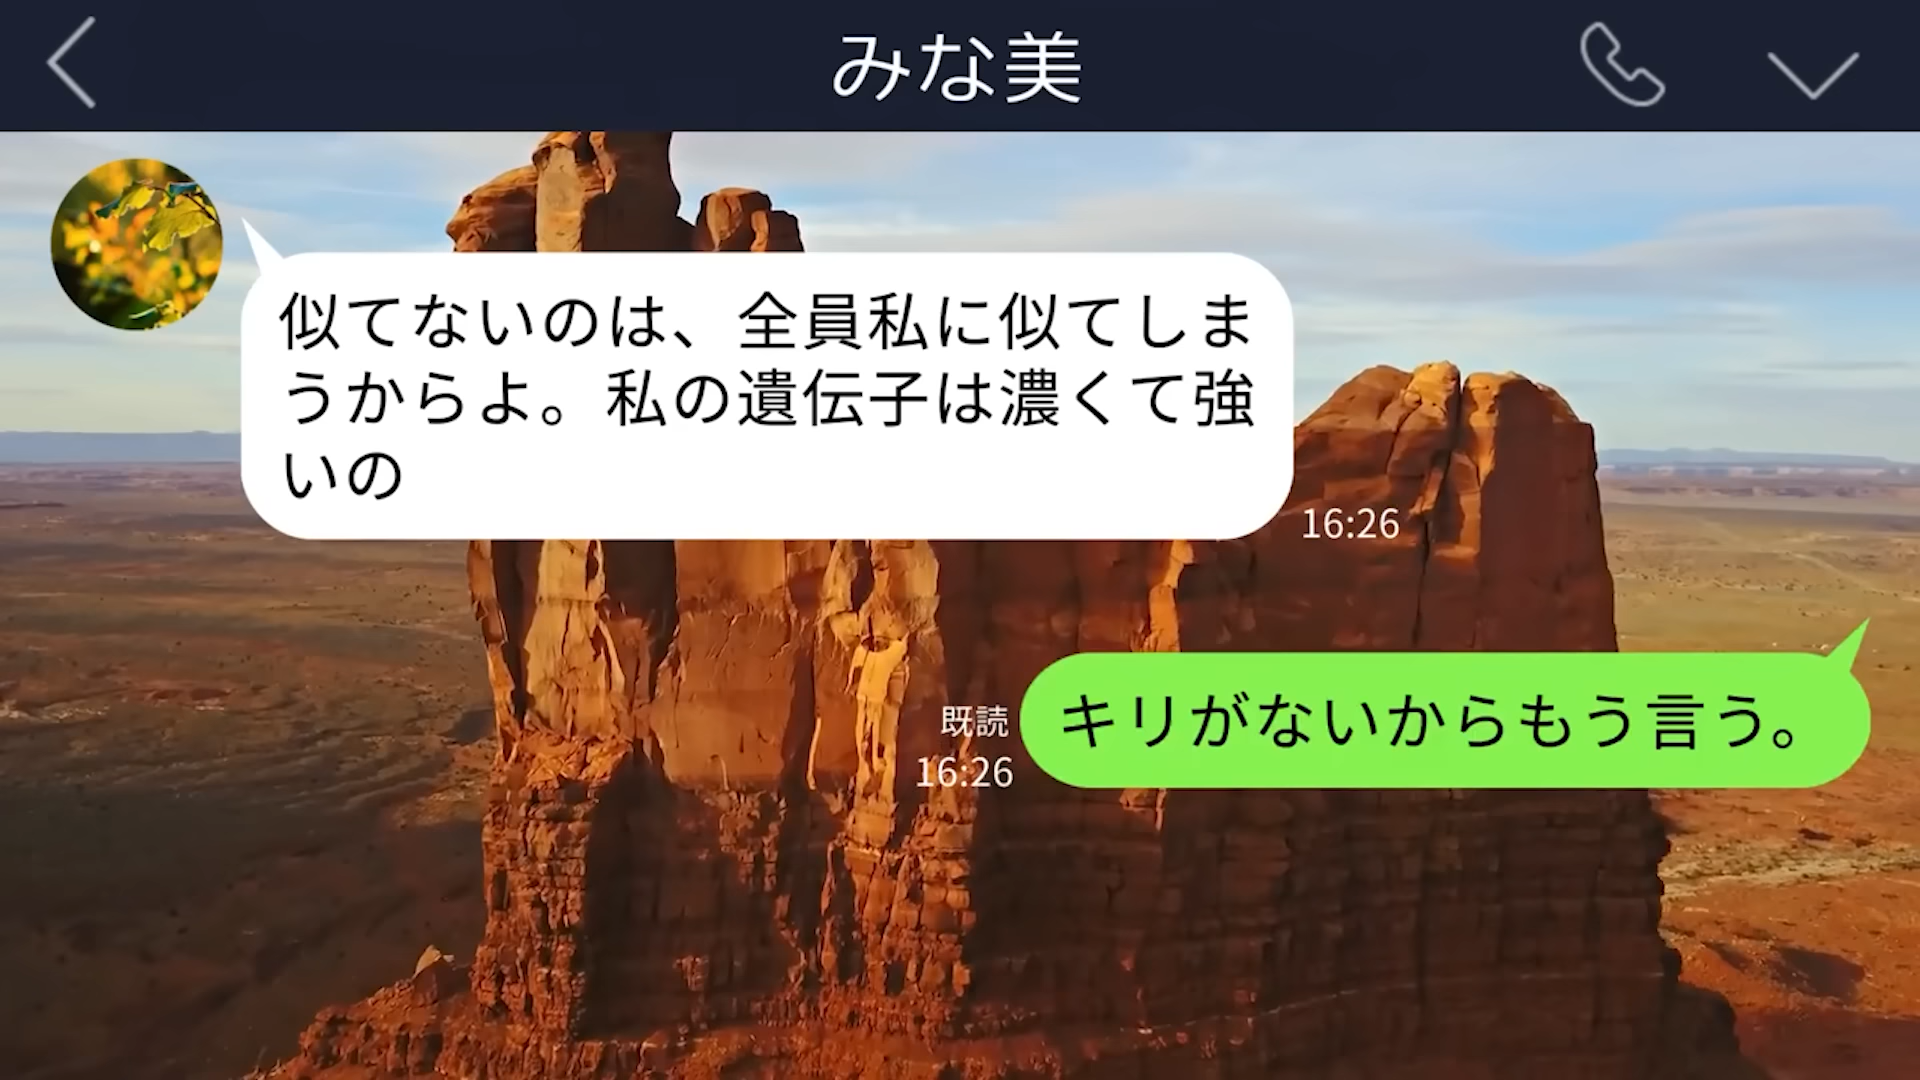 みな美
似てないのは、全員私に似てしま
うからよ。私の遺伝子は濃くて強
いの
16:26
キリがないからもう言う。
既読
16:26